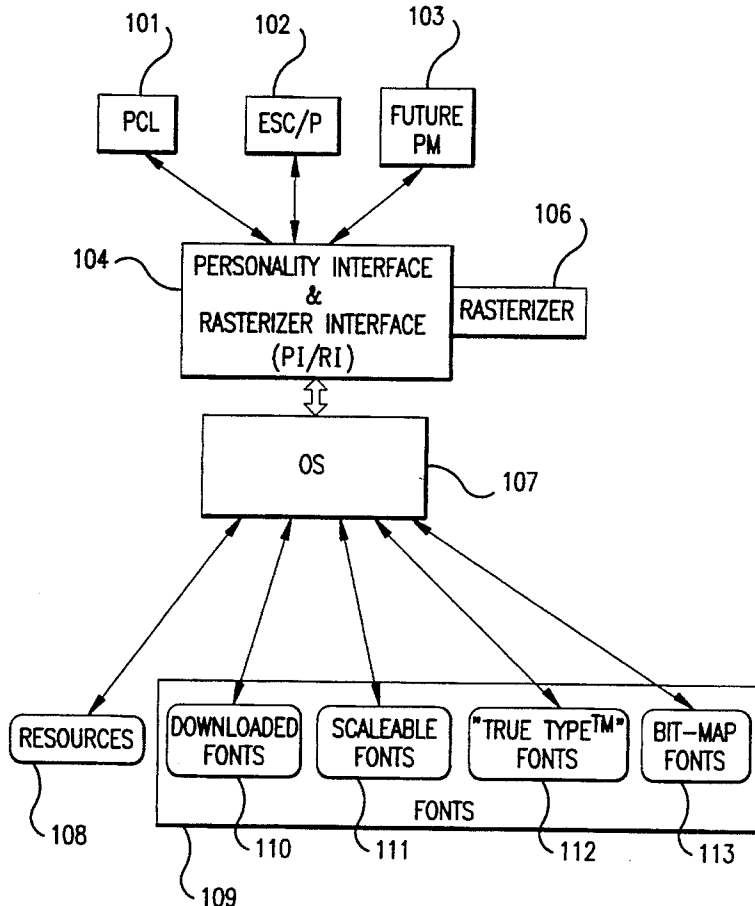 101
102
103
PCL
ESC/P
FUTURE
PM
104
106
PERSONALITY INTERFACE
&
RASTERIZER INTERFACE
(PI/RI)
RASTERIZER
OS
107
RESOURCES
DOWNLOADED
FONTS
SCALEABLE
FONTS
"TRUE TYPE™"
FONTS
BIT-MAP
FONTS
FONTS
108
110
111
112
113
109